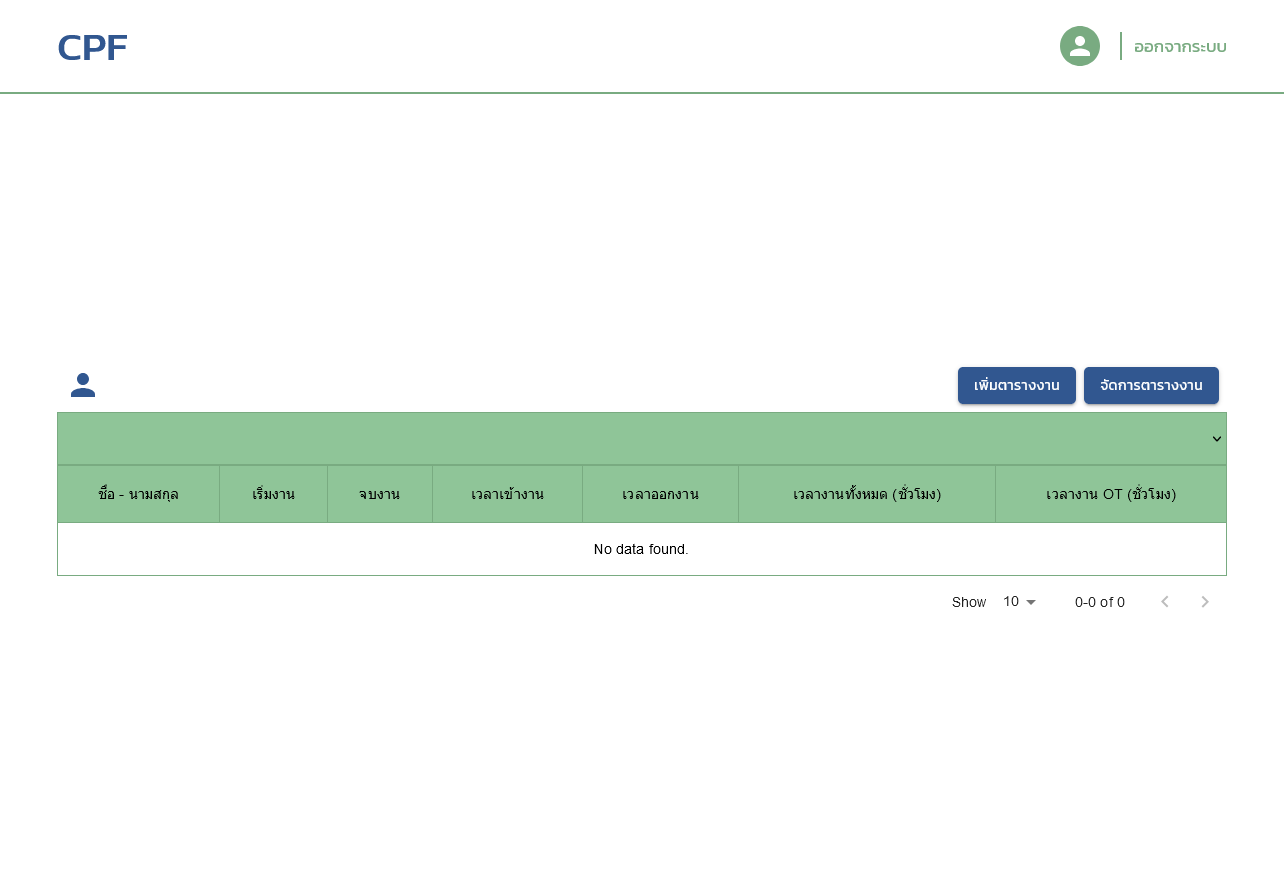 CPF
ออกจากระบบ
เพิ่มตารางงาน
จัดการตารางงาน
ชื่อ - นามสกุล เริ่มงาน จบงาน เวลาเข้างาน เวลาออกงาน เวลางานทั้งหมด (ชั่วโมง) เวลางาน OT (ชั่วโมง)
No data found.
Show 10 0-0 of 0